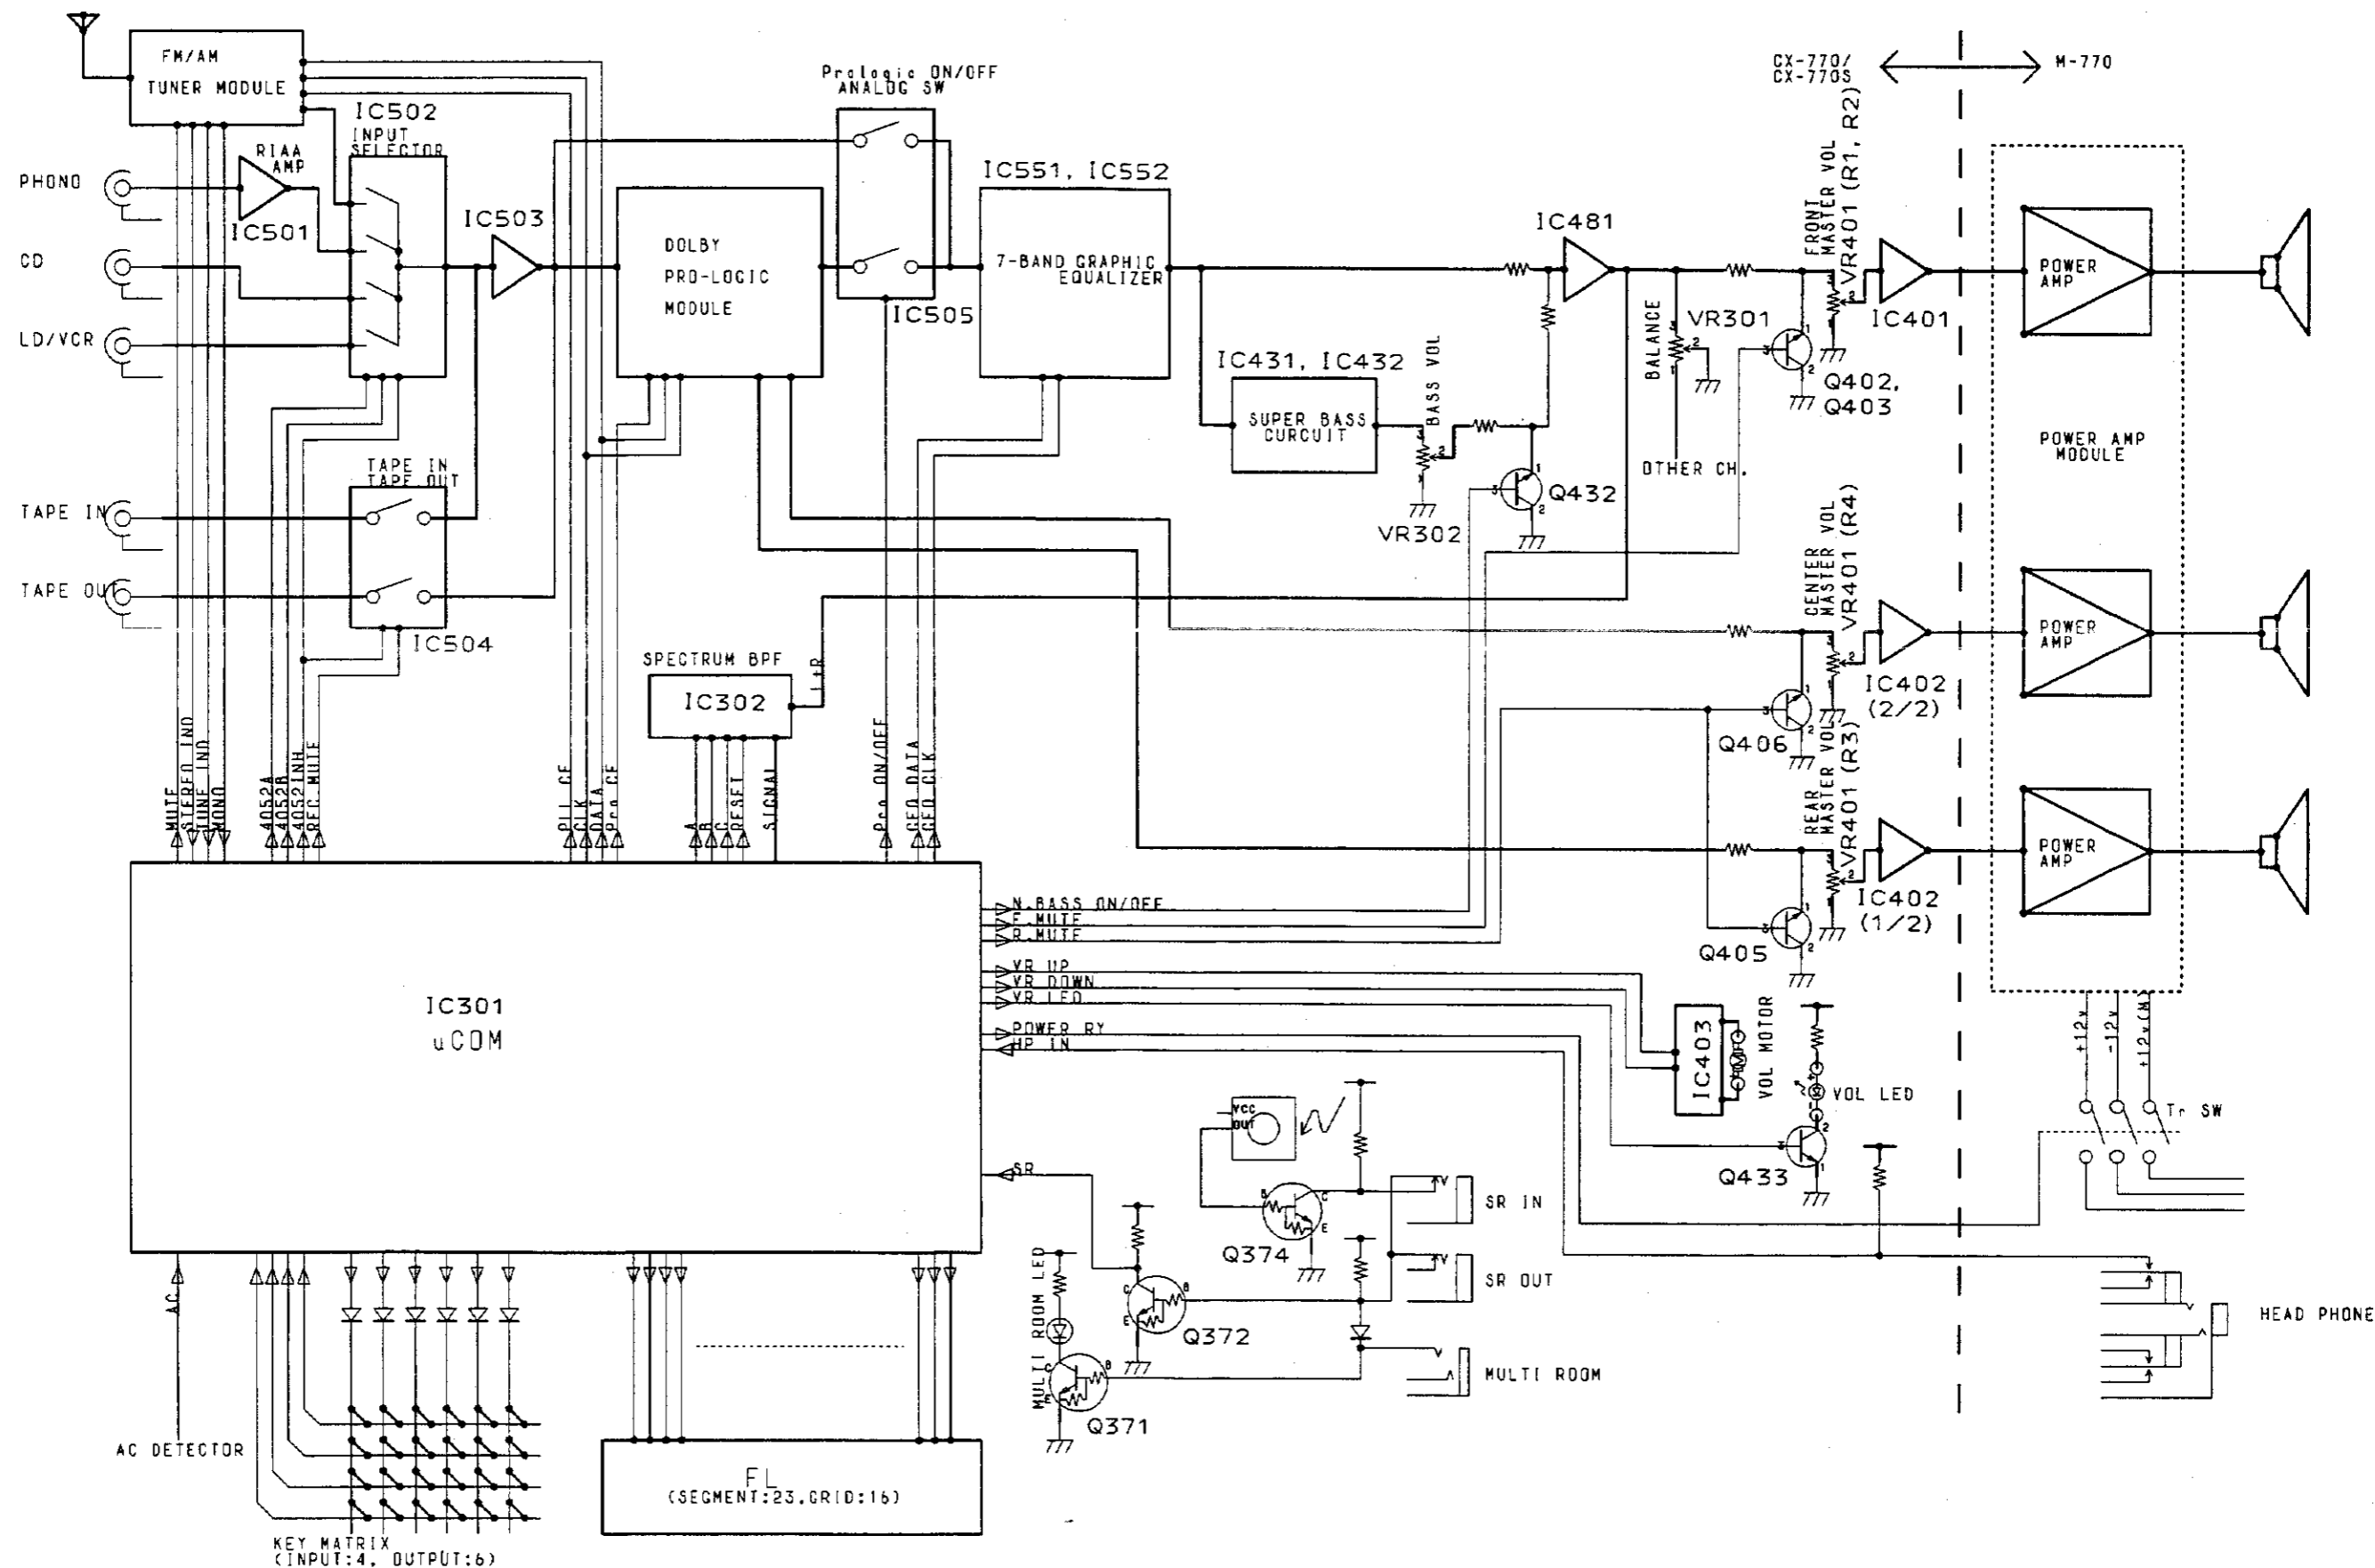 FM/AM
TUNER MODULE
IC502
INPUT
SELECTOR
RIAA
AMP
PHONO
IC501
CD
LD/VCR
IC503
DOLBY
PRO-LOGIC
MODULE
Prologic ON/OFF
ANALOG SW
IC505
IC551, IC552
7-BAND GRAPHIC
EQUALIZER
IC431, IC432
SUPER BASS
CURCUIT
BASS VOL
VR302
Q432
IC481
BALANCE
VR301
OTHER CH.
CX-770/
CX-770S
M-770
FRONT
MASTER VOL
VR401 (R1, R2)
IC401
Q402,
Q403
POWER
AMP
POWER AMP
MODULE
TAPE IN
TAPE OUT
TAPE IN
TAPE OUT
IC504
SPECTRUM BPF
IC302
L+R
CENTER
MASTER VOL
VR401 (R4)
IC402
(2/2)
Q406
POWER
AMP
REAR
MASTER VOL
VR401 (R3)
IC402
(1/2)
Q405
POWER
AMP
MUTE
STEREO IND
TUNE IND
MONO
4052A
4052B
4052INH
REC MUTE
PLL CE
CLK
DATA
Pro CE
A
B
C
RESET
SIGNAL
Pro ON/OFF
GEQ DATA
GEQ CLK
IC301
uCOM
N.BASS ON/OFF
F.MUTE
R.MUTE
VR UP
VR DOWN
VR LED
POWER RY
HP IN
SR
IC403
VOL MOTOR
VOL LED
Q433
+12v
-12v
+12v(M)
Tr SW
VCC
OUT
B
C
E
Q374
SR IN
SR OUT
C
B
E
Q372
MULTI ROOM LED
C
B
E
Q371
MULTI ROOM
HEAD PHONE
AC
AC DETECTOR
KEY MATRIX
(INPUT:4, OUTPUT:6)
FL
(SEGMENT:23,GRID:16)